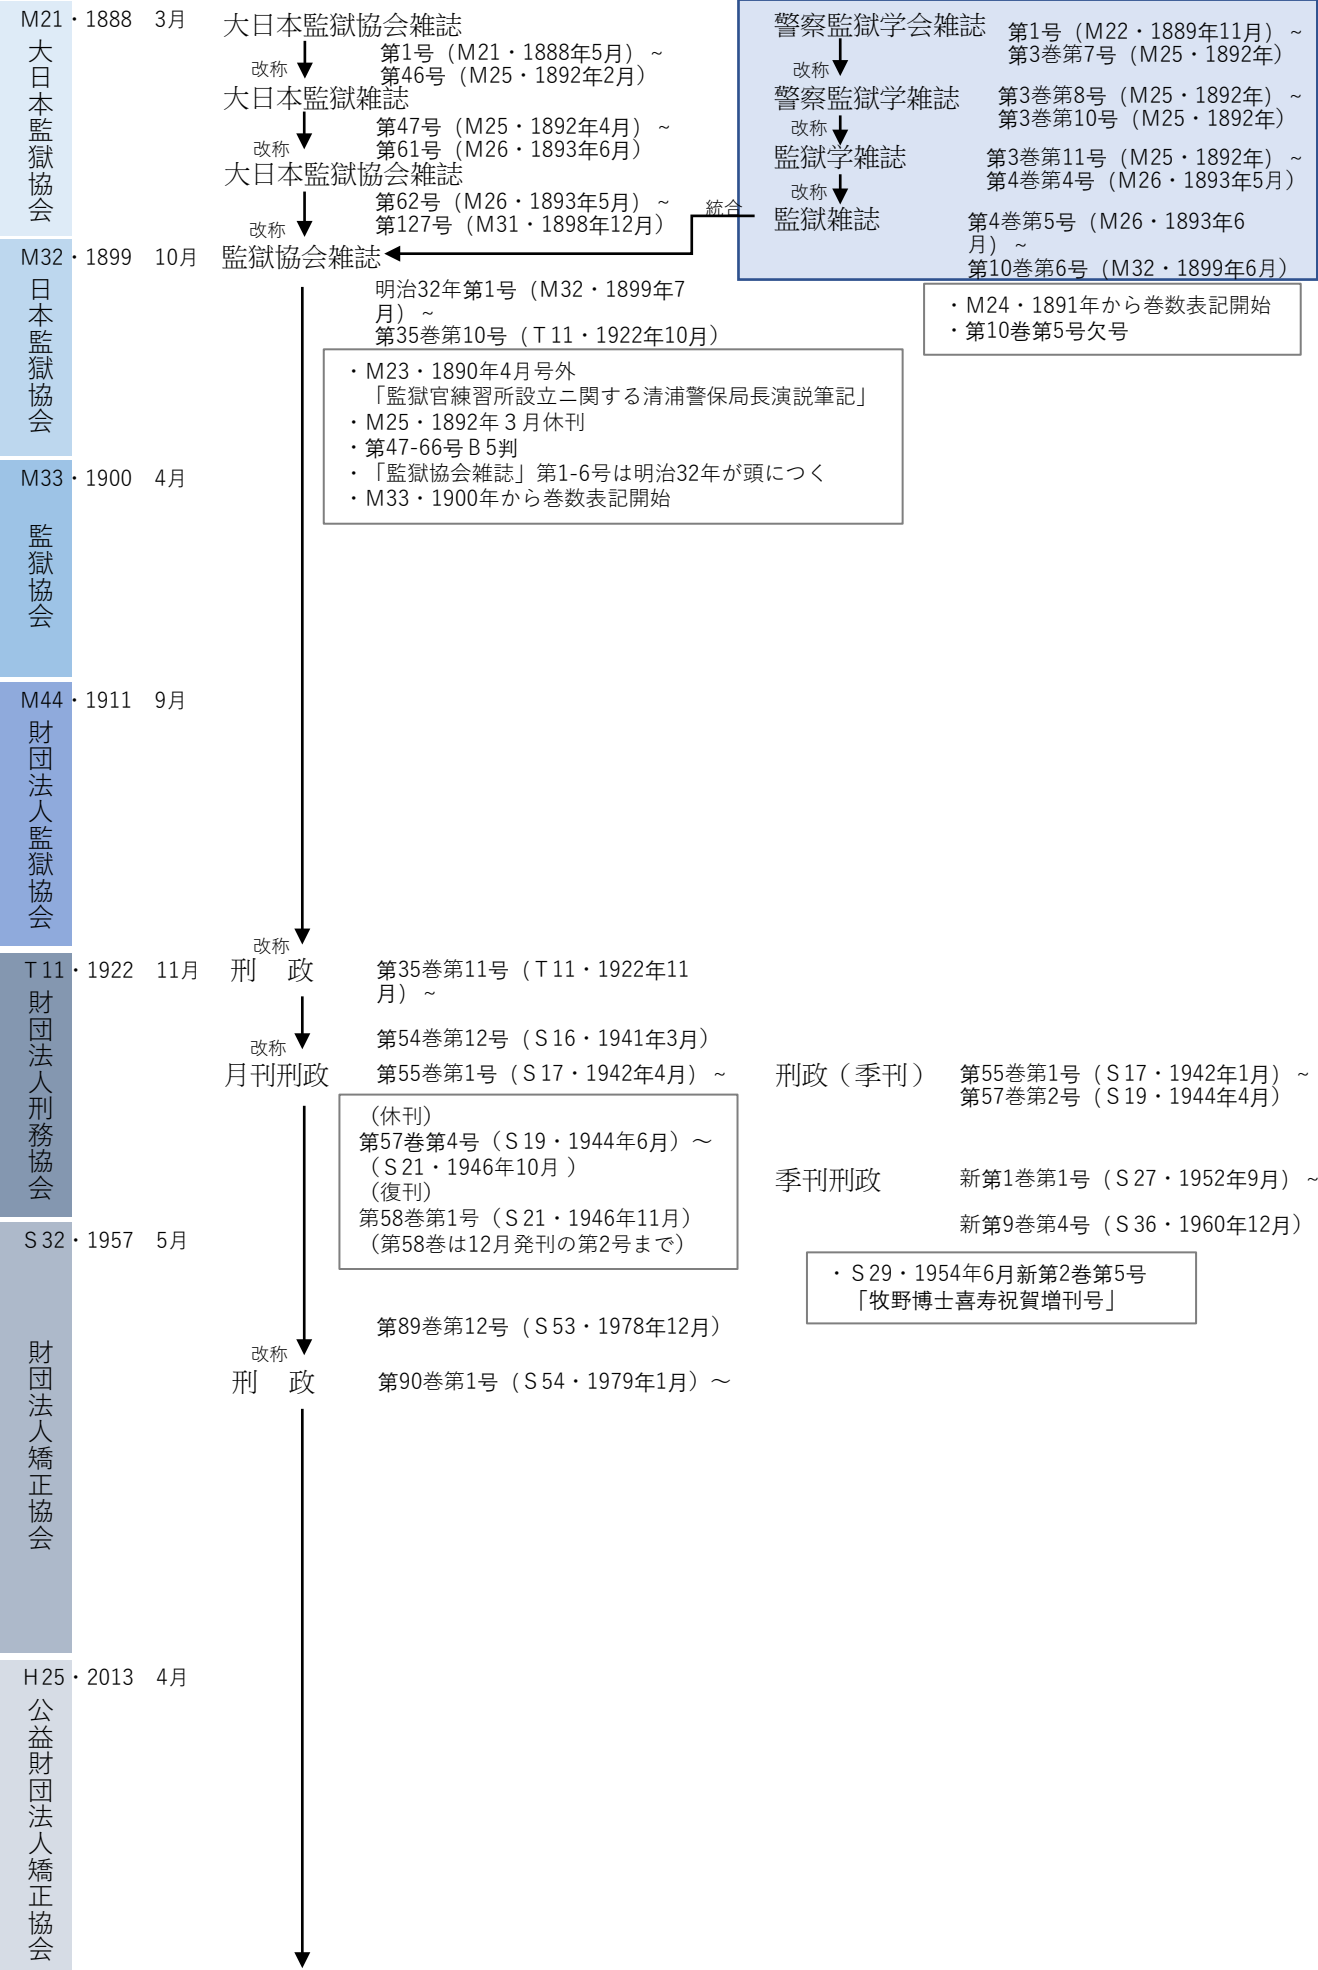 M21・1888　3月
大日本監獄協会
大日本監獄協会雑誌
第1号（M21・1888年5月）～
第46号（M25・1892年2月）
改称
大日本監獄雑誌
第47号（M25・1892年4月）～
第61号（M26・1893年6月）
改称
大日本監獄協会雑誌
第62号（M26・1893年5月）～
第127号（M31・1898年12月）
改称
統合
警察監獄学会雑誌
第1号（M22・1889年11月）～
第3巻第7号（M25・1892年）
改称
警察監獄学雑誌
第3巻第8号（M25・1892年）～
第3巻第10号（M25・1892年）
改称
監獄学雑誌
第3巻第11号（M25・1892年）～
第4巻第4号（M26・1893年5月）
改称
監獄雑誌
第4巻第5号（M26・1893年6
月）～
第10巻第6号（M32・1899年6月）
・M24・1891年から巻数表記開始
・第10巻第5号欠号
M32・1899　10月
日本監獄協会
監獄協会雑誌
明治32年第1号（M32・1899年7
月）～
第35巻第10号（T11・1922年10月）
・M23・1890年4月号外
「監獄官練習所設立ニ関する清浦警保局長演説筆記」
・M25・1892年３月休刊
・第47-66号Ｂ5判
・「監獄協会雑誌」第1-6号は明治32年が頭につく
・M33・1900年から巻数表記開始
M33・1900　4月
監獄協会
M44・1911　9月
財団法人監獄協会
改称
T11・1922　11月
財団法人刑務協会
刑　政
第35巻第11号（T11・1922年11
月）～
第54巻第12号（S16・1941年3月）
改称
月刊刑政
第55巻第1号（S17・1942年4月）～
（休刊）
第57巻第4号（S19・1944年6月）～
（S21・1946年10月 ）
（復刊）
第58巻第1号（S21・1946年11月）
（第58巻は12月発刊の第2号まで）
刑政（季刊）
第55巻第1号（S17・1942年1月）～
第57巻第2号（S19・1944年4月）
季刊刑政
新第1巻第1号（S27・1952年9月）～
新第9巻第4号（S36・1960年12月）
・S29・1954年6月新第2巻第5号
「牧野博士喜寿祝賀増刊号」
S32・1957　5月
財団法人矯正協会
第89巻第12号（S53・1978年12月）
改称
刑　政
第90巻第1号（S54・1979年1月）～
H25・2013　4月
公益財団法人矯正協会